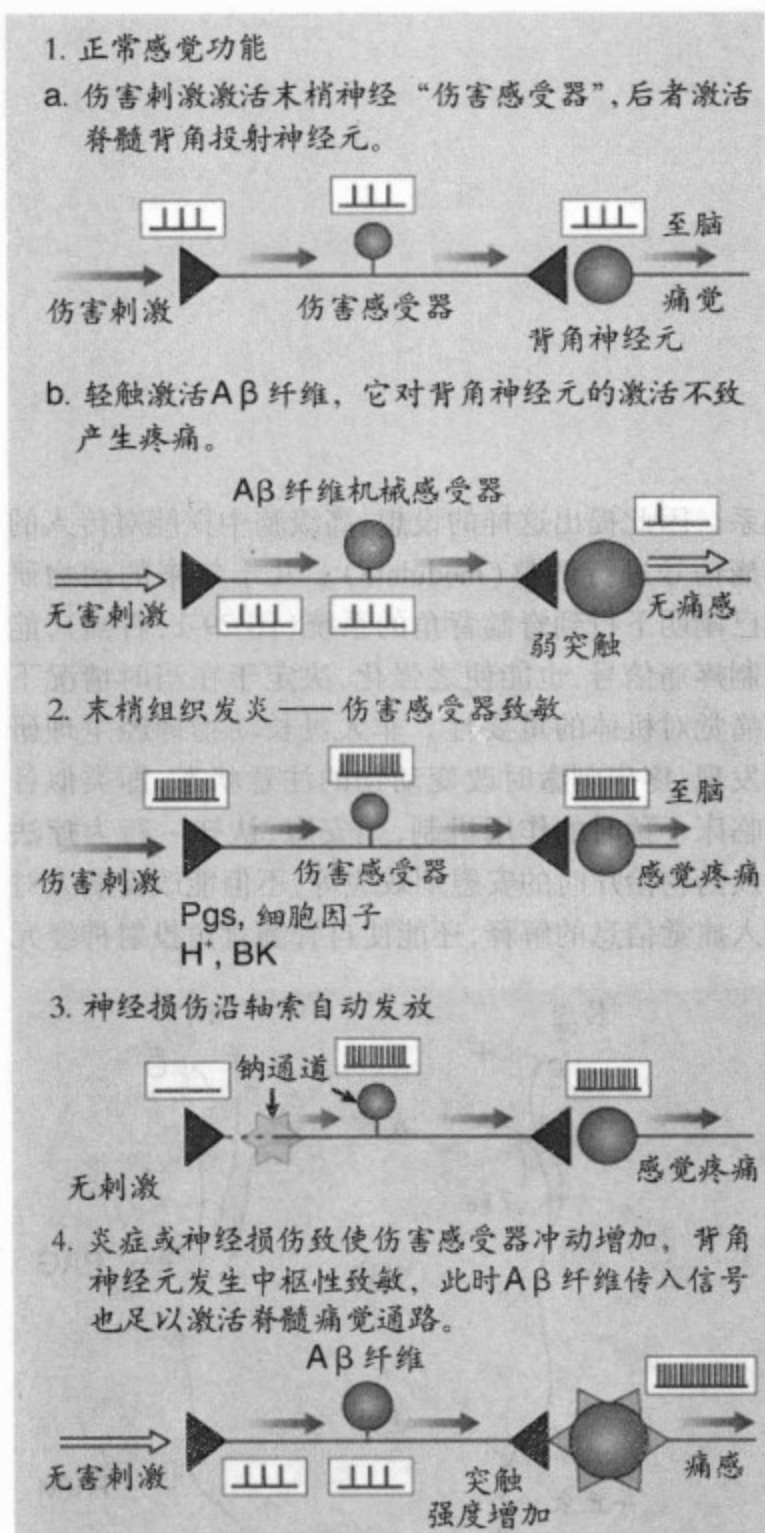 1. 正常感觉功能
a. 伤害刺激激活末梢神经“伤害感受器”,后者激活
脊髓背角投射神经元。
至脑
伤害刺激
伤害感受器
痛觉
背角神经元
b. 轻触激活Aβ纤维，它对背角神经元的激活不致
产生疼痛。
Aβ纤维机械感受器
无害刺激
无痛感
弱突触
2. 末梢组织发炎——伤害感受器致敏
至脑
伤害刺激
伤害感受器
感觉疼痛
Pgs, 细胞因子
H⁺, BK
3. 神经损伤沿轴索自动发放
钠通道
无刺激
感觉疼痛
4. 炎症或神经损伤致使伤害感受器冲动增加，背角
神经元发生中枢性致敏，此时Aβ纤维传入信号
也足以激活脊髓痛觉通路。
Aβ纤维
无害刺激
突触
强度增加
痛感